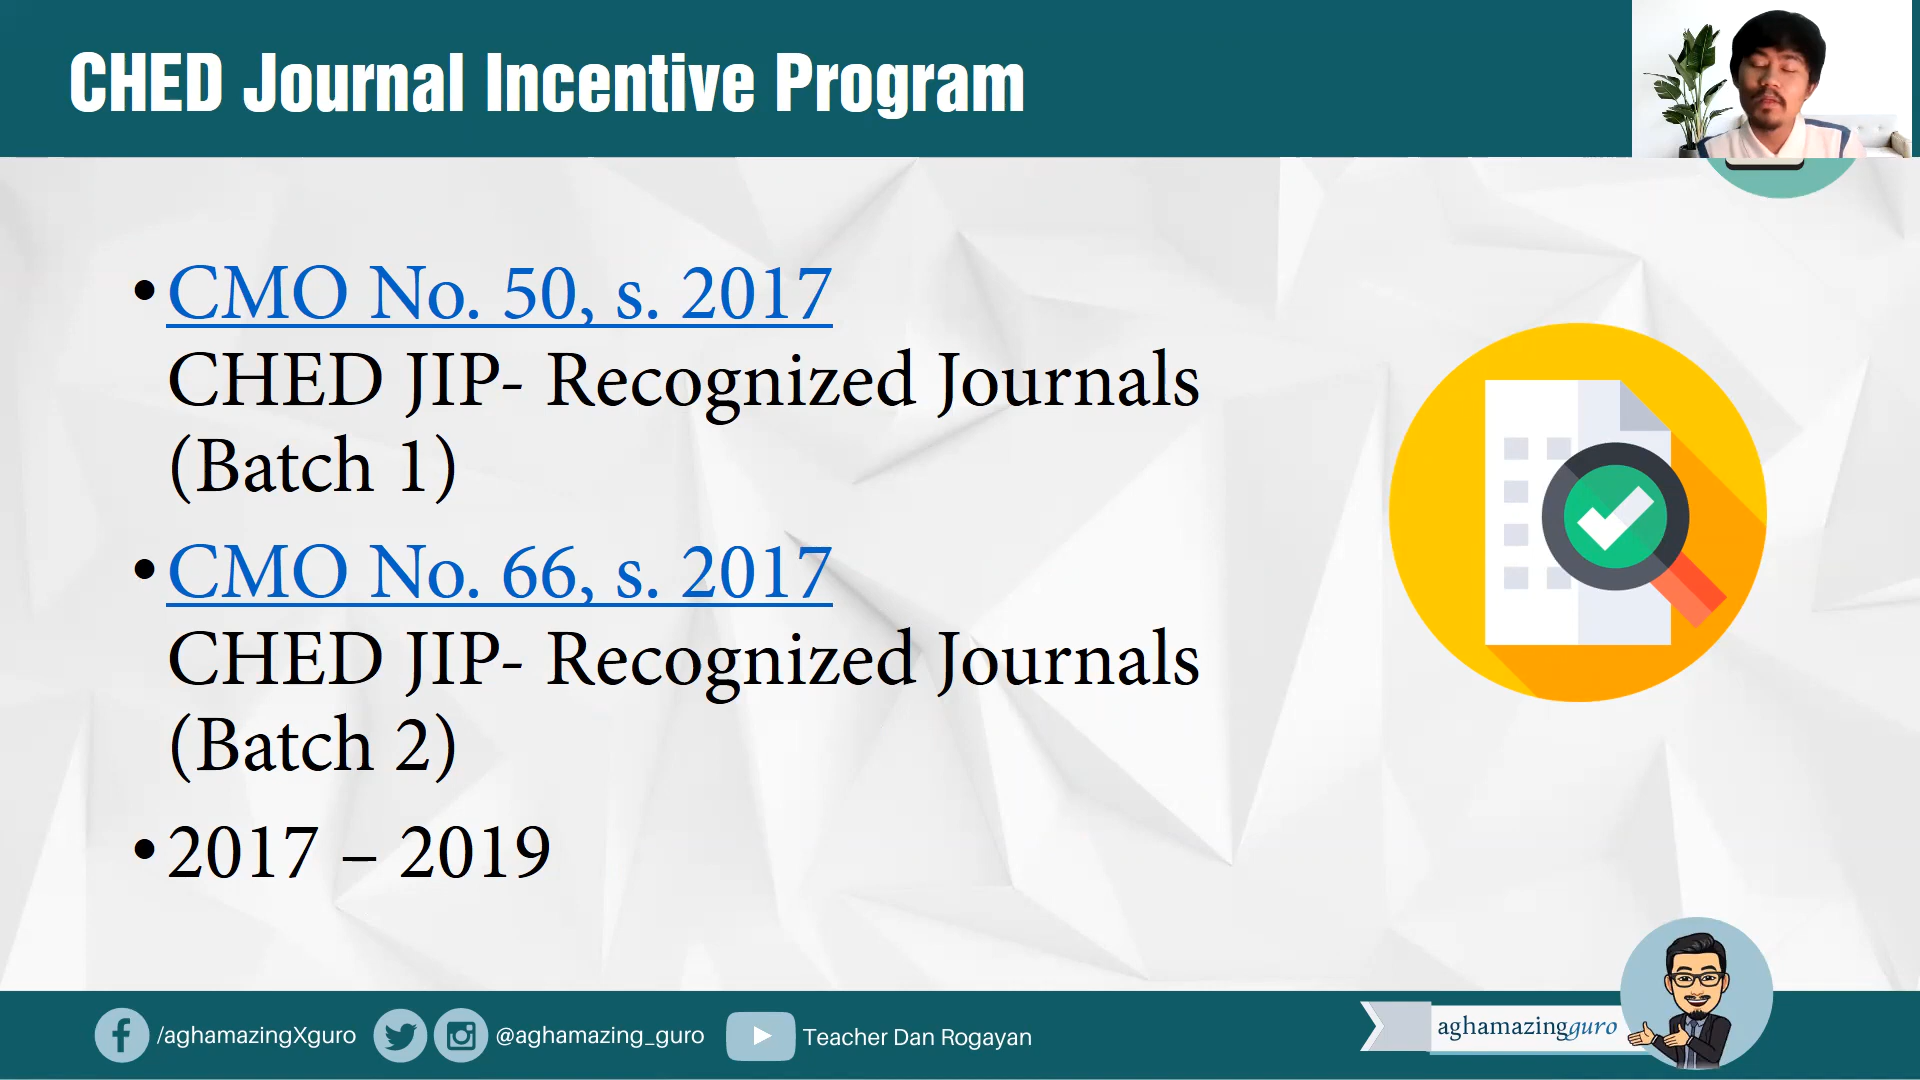 CHED Journal Incentive Program
•CMO No. 50, s. 2017
CHED JIP- Recognized Journals
(Batch 1)
•CMO No. 66, s. 2017
CHED JIP- Recognized Journals
(Batch 2)
•2017 – 2019
/aghamazingXguro
@aghamazing_guro
Teacher Dan Rogayan
aghamazingguro